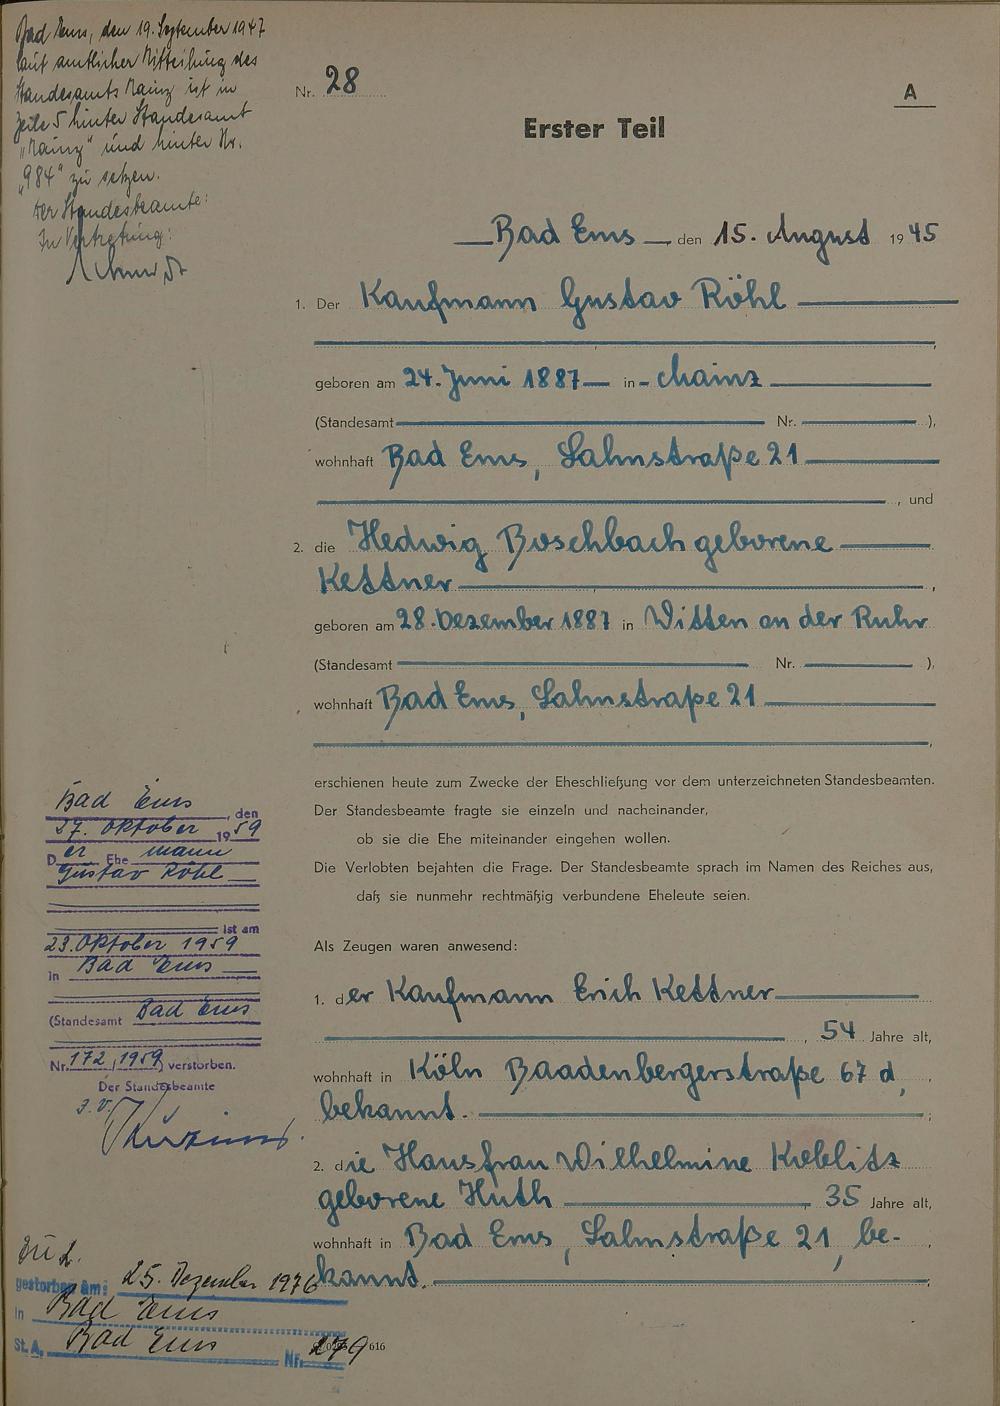 Bad Ems, den 19. September 1947
laut amtlicher Mitteilung des
Standesamts Mainz ist in
Zeile 5 hinter Standesamt
„Mainz" und hinter Nr.
„984" zu setzen.
Der Standesbeamte:
In Vertretung:
Nr. 28
A
Erster Teil
Bad Ems, den 15. August 1945
1. Der Kaufmann Gustav Röhl
geboren am 24. Juni 1887 in Mainz
(Standesamt Nr. ),
wohnhaft Bad Ems, Lahnstraße 21
, und
2. die Hedwig Boschbach geborene
Kettner ,
geboren am 28. Dezember 1887 in Witten an der Ruhr
(Standesamt Nr. ),
wohnhaft Bad Ems, Lahnstraße 21
,
erschienen heute zum Zwecke der Eheschließung vor dem unterzeichneten Standesbeamten.
Der Standesbeamte fragte sie einzeln und nacheinander,
ob sie die Ehe miteinander eingehen wollen.
Die Verlobten bejahten die Frage. Der Standesbeamte sprach im Namen des Reiches aus,
daß sie nunmehr rechtmäßig verbundene Eheleute seien.
Als Zeugen waren anwesend:
1. der Kaufmann Erich Kettner
, 54 Jahre alt,
wohnhaft in Köln Baadenbergerstraße 67 d,
bekannt. ;
2. die Hausfrau Wilhelmine Koblitz
geborene Huth , 35 Jahre alt,
wohnhaft in Bad Ems, Lahnstraße 21, be-
kannt. ;
Bad Ems, den
27. Oktober 1959
Der Ehemann
Gustav Röhl
ist am
23. Oktober 1959
in Bad Ems
(Standesamt Bad Ems
Nr. 172/1959) verstorben.
Der Standesbeamte
J.V.
Zu 2.
gestorben am: 25. Dezember 1976
in Bad Ems
St.A. Bad Ems Nr. 279
616